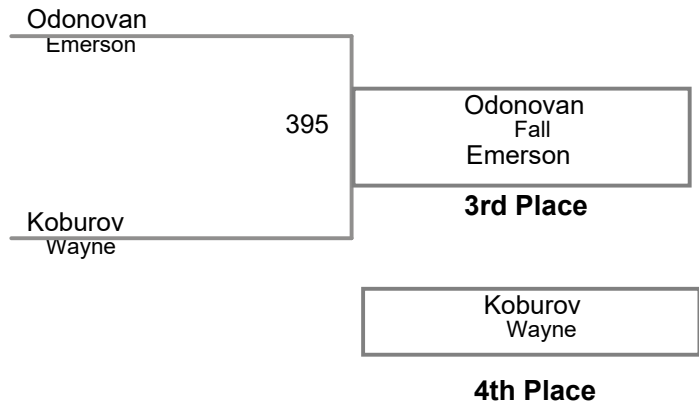 Odonovan
Emerson
395
Odonovan
Fall
Emerson
3rd Place
Koburov
Wayne
Koburov
Wayne
4th Place